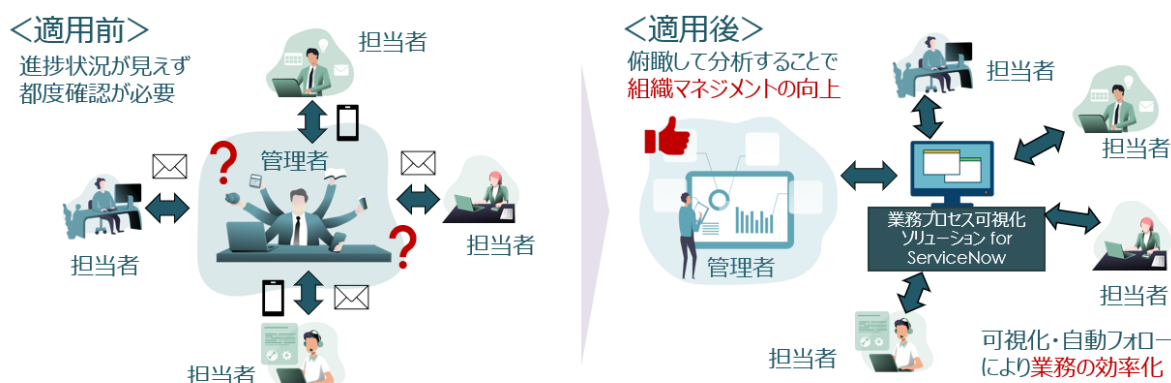 <適用前>
進捗状況が見えず
都度確認が必要
担当者
管理者
?
担当者
担当者
?
担当者
<適用後>
俯瞰して分析することで
組織マネジメントの向上
管理者
担当者
担当者
業務プロセス可視化
ソリューション for
ServiceNow
担当者
担当者
可視化・自動フォロー
により業務の効率化